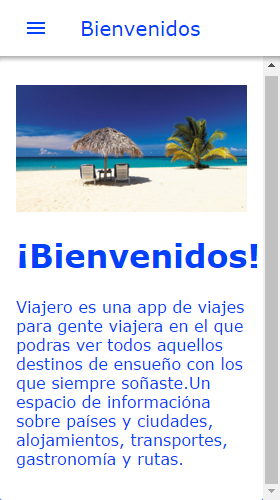 Bienvenidos
¡Bienvenidos!
Viajero es una app de viajes
para gente viajera en el que
podras ver todos aquellos
destinos de ensueño con los
que siempre soñaste.Un
espacio de informacióna
sobre países y ciudades,
alojamientos, transportes,
gastronomía y rutas.